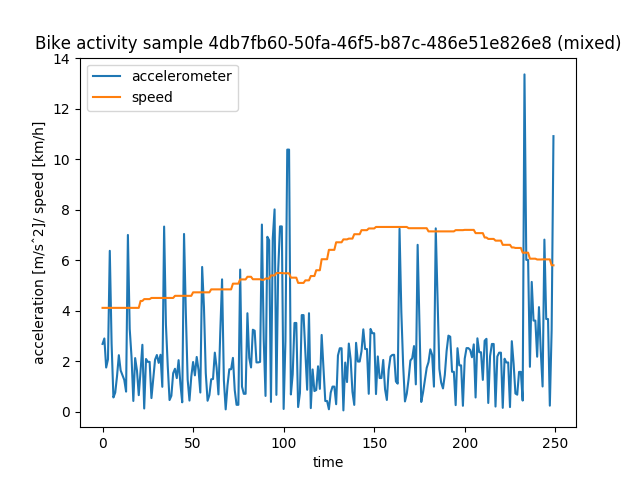 Bike activity sample 4db7fb60-50fa-46f5-b87c-486e51e826e8 (mixed)
accelerometer
speed
acceleration [m/s^2]/ speed [km/h]
14
12
10
8
6
4
2
0
0 50 100 150 200 250
time